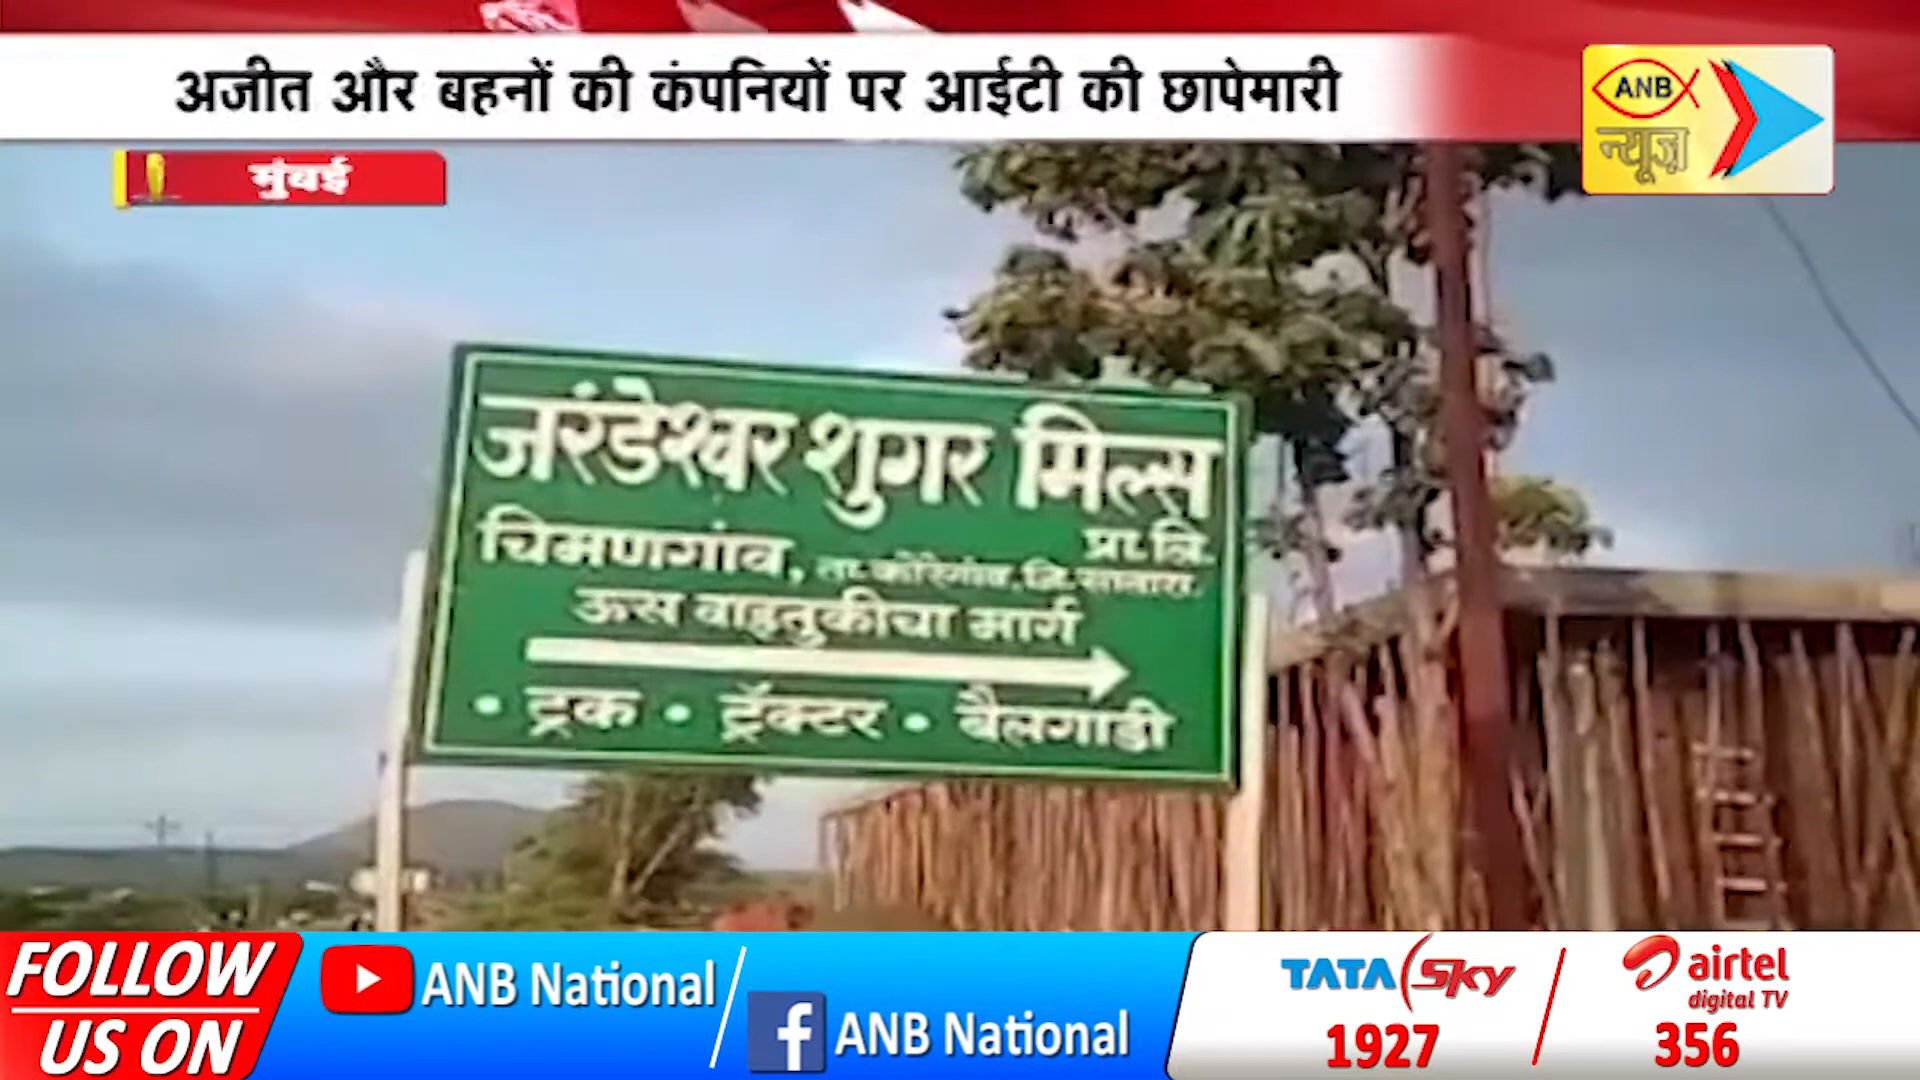 अजीत और बहनों की कंपनियों पर आईटी की छापेमारी
ANB
न्यूज़
मुंबई
जरंडेश्वर शुगर मिल्स
प्रा.लि.
चिमणगांव, ता.कोरेगांव.जि.सातारा.
ऊस वाहतुकीचा मार्ग
• ट्रक • ट्रॅक्टर • बैलगाडी
FOLLOW
US ON
ANB National
ANB National
TATA Sky
1927
airtel
digital TV
356